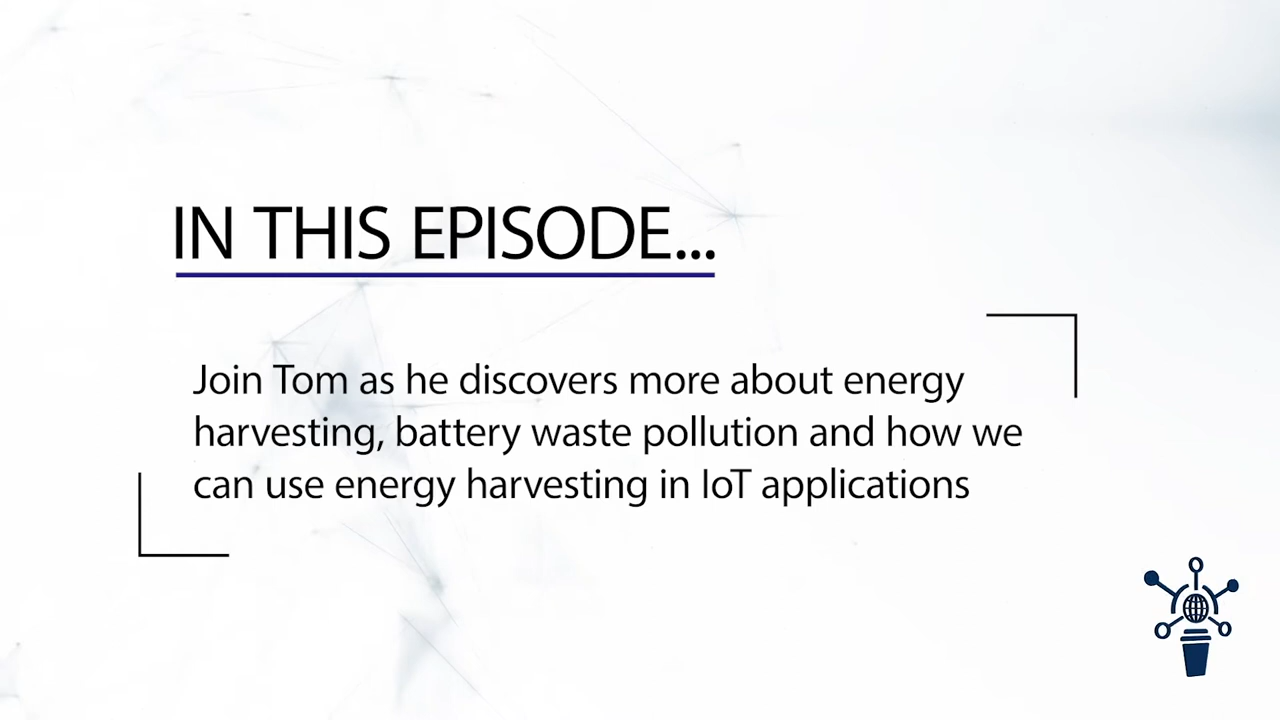 IN THIS EPISODE...
Join Tom as he discovers more about energy
harvesting, battery waste pollution and how we
can use energy harvesting in IoT applications